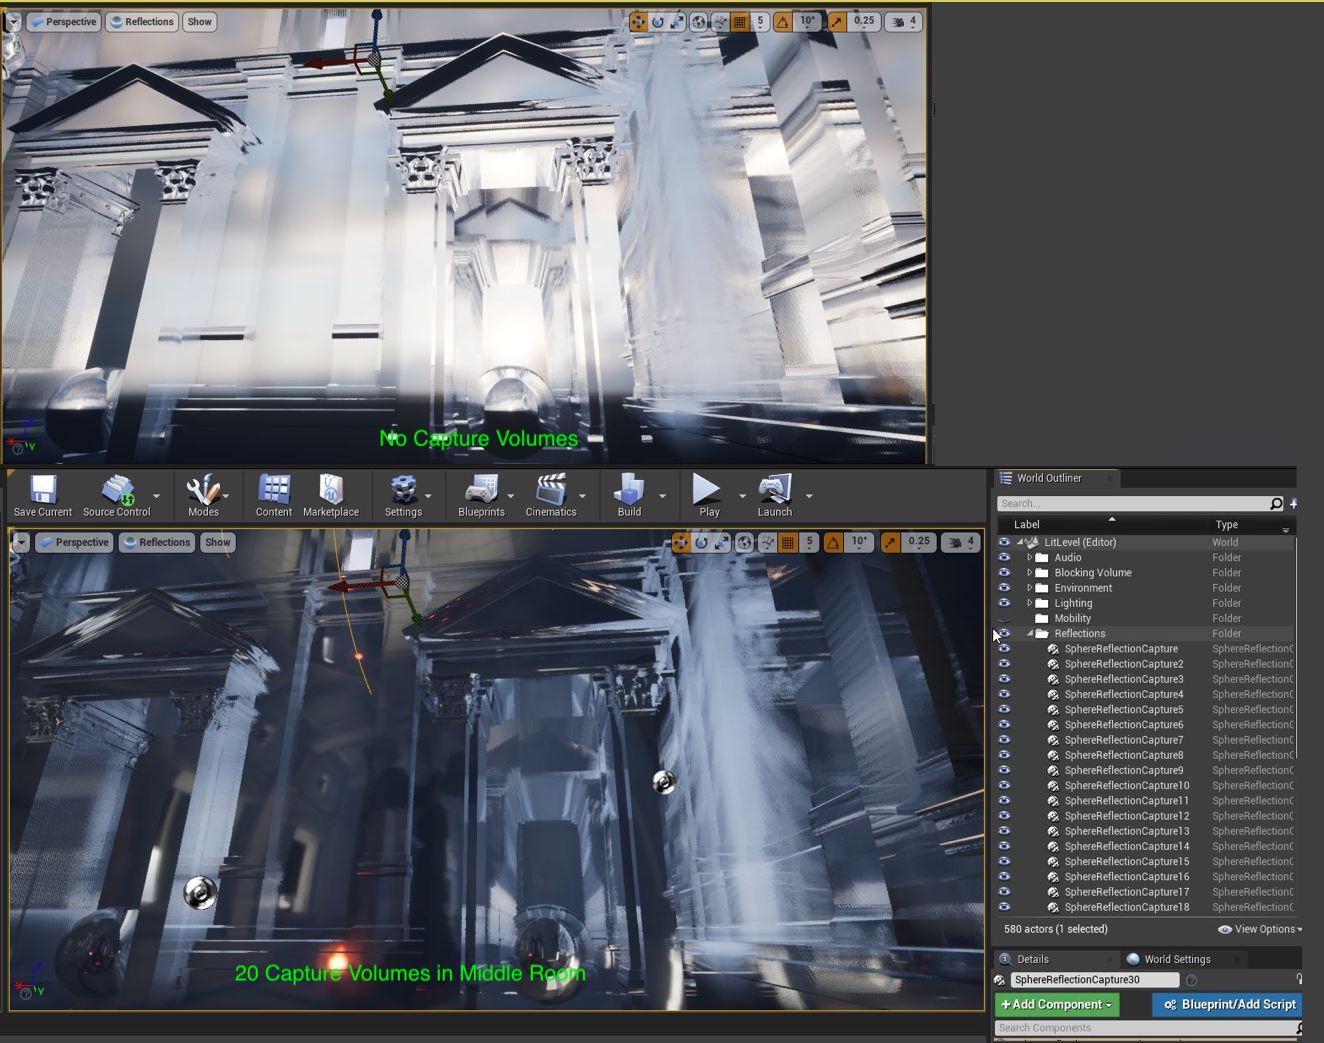 Perspective Reflections Show 5 10° 0.25 4
No Capture Volumes
Y
Save Current Source Control Modes Content Marketplace Settings Blueprints Cinematics Build Play Launch
Perspective Reflections Show 5 10° 0.25 4
20 Capture Volumes in Middle Room
Y
World Outliner
Search...
Label Type
LitLevel (Editor) World
Audio Folder
Blocking Volume Folder
Environment Folder
Lighting Folder
Mobility Folder
Reflections Folder
SphereReflectionCapture SphereReflectionC
SphereReflectionCapture2 SphereReflectionC
SphereReflectionCapture3 SphereReflectionC
SphereReflectionCapture4 SphereReflectionC
SphereReflectionCapture5 SphereReflectionC
SphereReflectionCapture6 SphereReflectionC
SphereReflectionCapture7 SphereReflectionC
SphereReflectionCapture8 SphereReflectionC
SphereReflectionCapture9 SphereReflectionC
SphereReflectionCapture10 SphereReflectionC
SphereReflectionCapture11 SphereReflectionC
SphereReflectionCapture12 SphereReflectionC
SphereReflectionCapture13 SphereReflectionC
SphereReflectionCapture14 SphereReflectionC
SphereReflectionCapture15 SphereReflectionC
SphereReflectionCapture16 SphereReflectionC
SphereReflectionCapture17 SphereReflectionC
SphereReflectionCapture18 SphereReflectionC
580 actors (1 selected) View Options
Details World Settings
SphereReflectionCapture30
+Add Component Blueprint/Add Script
Search Components